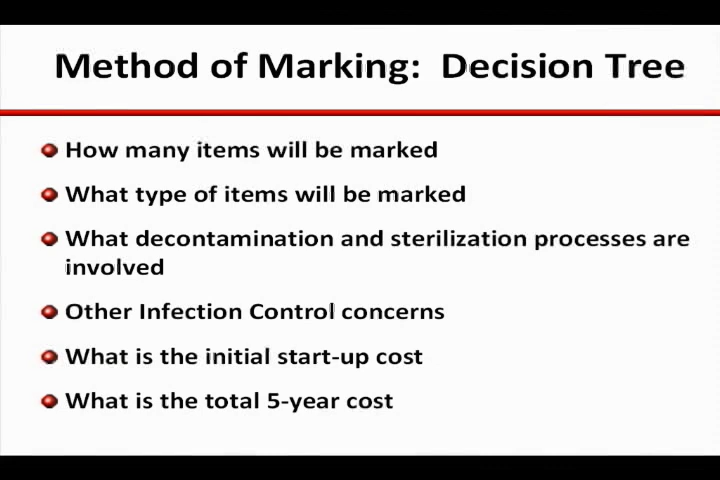 Method of Marking: Decision Tree
How many items will be marked
What type of items will be marked
What decontamination and sterilization processes are
involved
Other Infection Control concerns
What is the initial start-up cost
What is the total 5-year cost